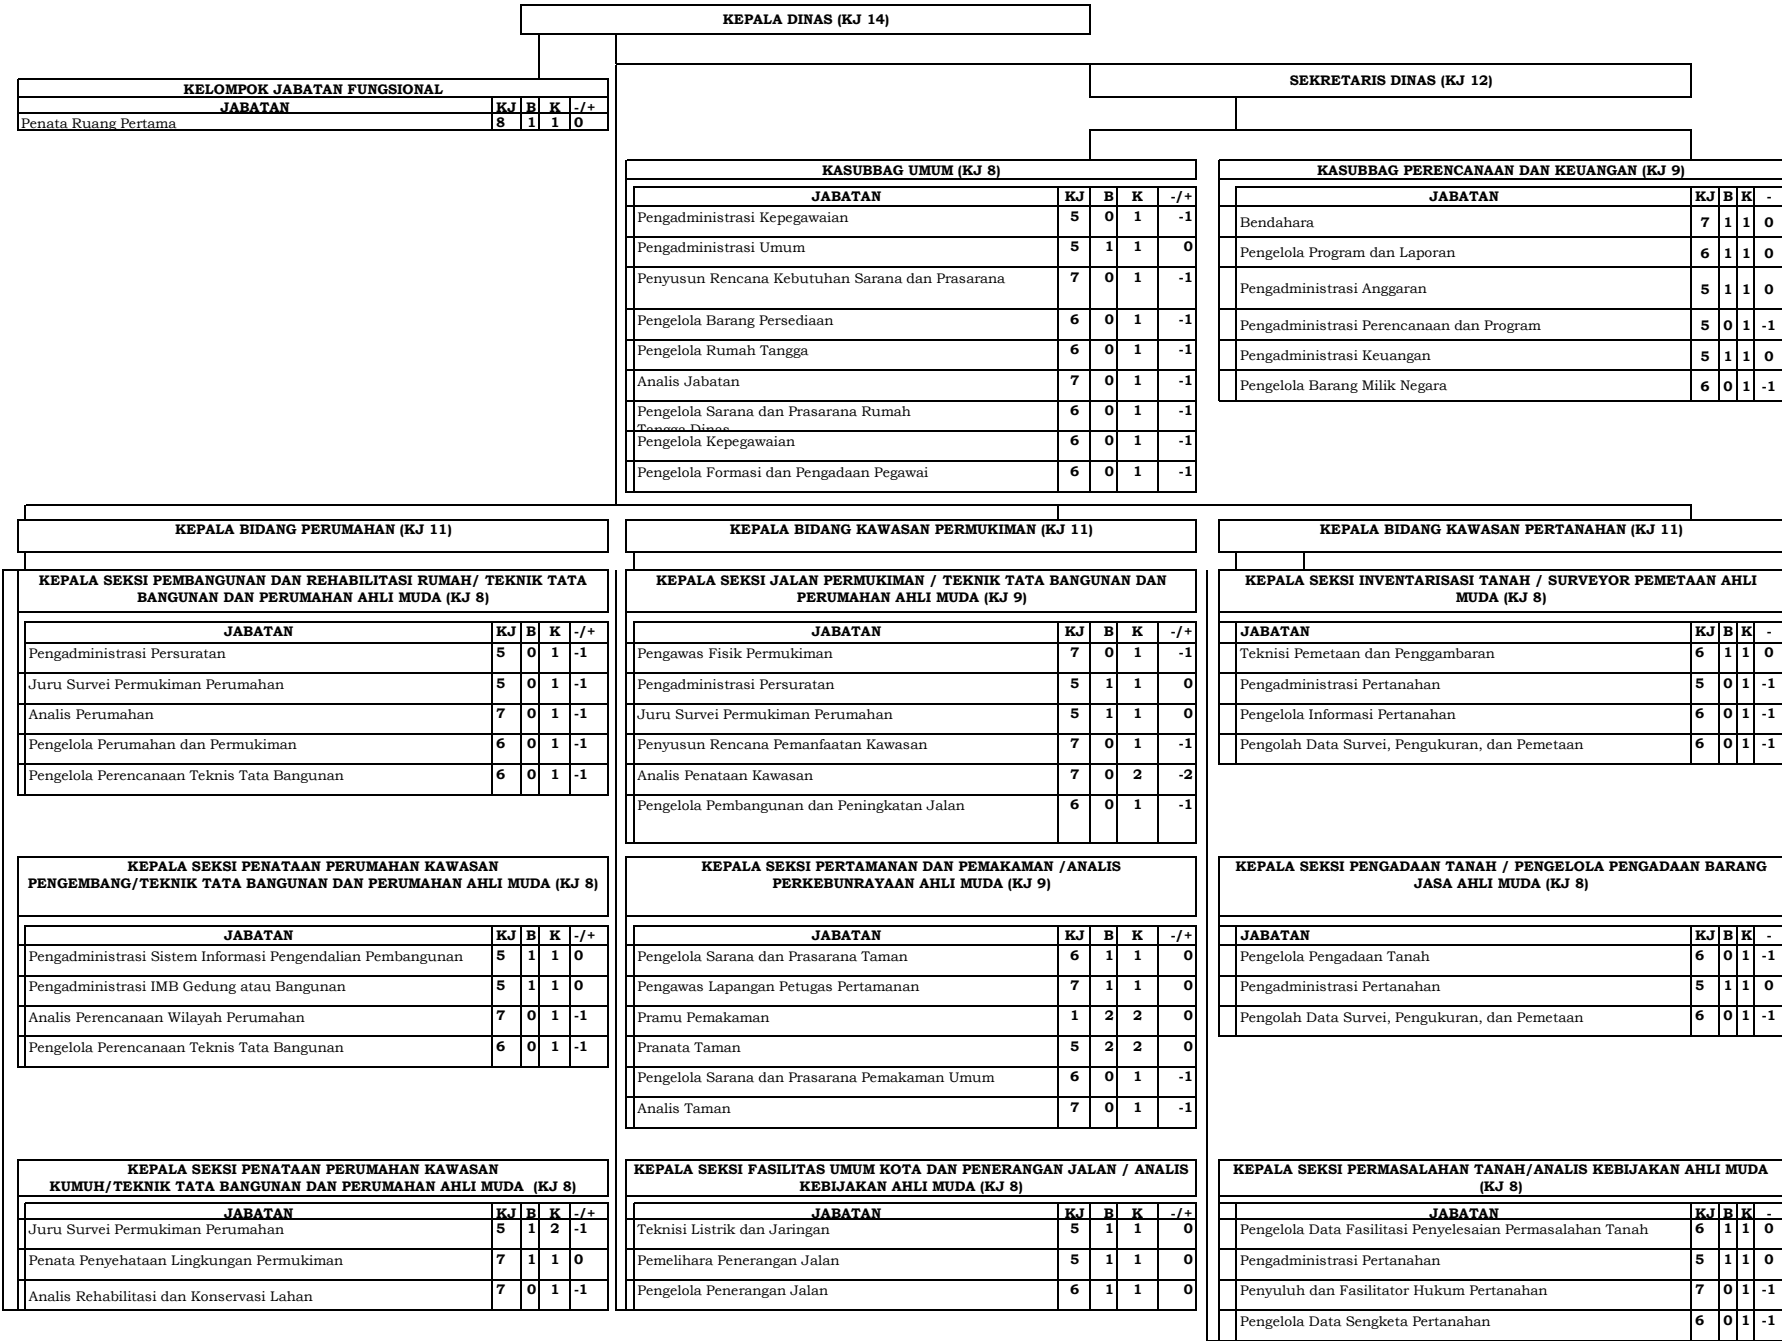 KEPALA DINAS (KJ 14)
SEKRETARIS DINAS (KJ 12)
KELOMPOK JABATAN FUNGSIONAL
JABATAN KJ B K -/+
Penata Ruang Pertama 8 1 1 0
KASUBBAG UMUM (KJ 8)
JABATAN KJ B K -/+
Pengadministrasi Kepegawaian 5 0 1 -1
Pengadministrasi Umum 5 1 1 0
Penyusun Rencana Kebutuhan Sarana dan Prasarana 7 0 1 -1
Pengelola Barang Persediaan 6 0 1 -1
Pengelola Rumah Tangga 6 0 1 -1
Analis Jabatan 7 0 1 -1
Pengelola Sarana dan Prasarana Rumah 6 0 1 -1
Tangga Dinas
Pengelola Kepegawaian 6 0 1 -1
Pengelola Formasi dan Pengadaan Pegawai 6 0 1 -1
KASUBBAG PERENCANAAN DAN KEUANGAN (KJ 9)
JABATAN KJ B K -
Bendahara 7 1 1 0
Pengelola Program dan Laporan 6 1 1 0
Pengadministrasi Anggaran 5 1 1 0
Pengadministrasi Perencanaan dan Program 5 0 1 -1
Pengadministrasi Keuangan 5 1 1 0
Pengelola Barang Milik Negara 6 0 1 -1
KEPALA BIDANG PERUMAHAN (KJ 11)
KEPALA SEKSI PEMBANGUNAN DAN REHABILITASI RUMAH/ TEKNIK TATA
BANGUNAN DAN PERUMAHAN AHLI MUDA (KJ 8)
JABATAN KJ B K -/+
Pengadministrasi Persuratan 5 0 1 -1
Juru Survei Permukiman Perumahan 5 0 1 -1
Analis Perumahan 7 0 1 -1
Pengelola Perumahan dan Permukiman 6 0 1 -1
Pengelola Perencanaan Teknis Tata Bangunan 6 0 1 -1
KEPALA SEKSI PENATAAN PERUMAHAN KAWASAN
PENGEMBANG/TEKNIK TATA BANGUNAN DAN PERUMAHAN AHLI MUDA (KJ 8)
JABATAN KJ B K -/+
Pengadministrasi Sistem Informasi Pengendalian Pembangunan 5 1 1 0
Pengadministrasi IMB Gedung atau Bangunan 5 1 1 0
Analis Perencanaan Wilayah Perumahan 7 0 1 -1
Pengelola Perencanaan Teknis Tata Bangunan 6 0 1 -1
KEPALA SEKSI PENATAAN PERUMAHAN KAWASAN
KUMUH/TEKNIK TATA BANGUNAN DAN PERUMAHAN AHLI MUDA (KJ 8)
JABATAN KJ B K -/+
Juru Survei Permukiman Perumahan 5 1 2 -1
Penata Penyehataan Lingkungan Permukiman 7 1 1 0
Analis Rehabilitasi dan Konservasi Lahan 7 0 1 -1
KEPALA BIDANG KAWASAN PERMUKIMAN (KJ 11)
KEPALA SEKSI JALAN PERMUKIMAN / TEKNIK TATA BANGUNAN DAN
PERUMAHAN AHLI MUDA (KJ 9)
JABATAN KJ B K -/+
Pengawas Fisik Permukiman 7 0 1 -1
Pengadministrasi Persuratan 5 1 1 0
Juru Survei Permukiman Perumahan 5 1 1 0
Penyusun Rencana Pemanfaatan Kawasan 7 0 1 -1
Analis Penataan Kawasan 7 0 2 -2
Pengelola Pembangunan dan Peningkatan Jalan 6 0 1 -1
KEPALA SEKSI PERTAMANAN DAN PEMAKAMAN /ANALIS
PERKEBUNRAYAAN AHLI MUDA (KJ 9)
JABATAN KJ B K -/+
Pengelola Sarana dan Prasarana Taman 6 1 1 0
Pengawas Lapangan Petugas Pertamanan 7 1 1 0
Pramu Pemakaman 1 2 2 0
Pranata Taman 5 2 2 0
Pengelola Sarana dan Prasarana Pemakaman Umum 6 0 1 -1
Analis Taman 7 0 1 -1
KEPALA SEKSI FASILITAS UMUM KOTA DAN PENERANGAN JALAN / ANALIS
KEBIJAKAN AHLI MUDA (KJ 8)
JABATAN KJ B K -/+
Teknisi Listrik dan Jaringan 5 1 1 0
Pemelihara Penerangan Jalan 5 1 1 0
Pengelola Penerangan Jalan 6 1 1 0
KEPALA BIDANG KAWASAN PERTANAHAN (KJ 11)
KEPALA SEKSI INVENTARISASI TANAH / SURVEYOR PEMETAAN AHLI
MUDA (KJ 8)
JABATAN KJ B K -
Teknisi Pemetaan dan Penggambaran 6 1 1 0
Pengadministrasi Pertanahan 5 0 1 -1
Pengelola Informasi Pertanahan 6 0 1 -1
Pengolah Data Survei, Pengukuran, dan Pemetaan 6 0 1 -1
KEPALA SEKSI PENGADAAN TANAH / PENGELOLA PENGADAAN BARANG
JASA AHLI MUDA (KJ 8)
JABATAN KJ B K -
Pengelola Pengadaan Tanah 6 0 1 -1
Pengadministrasi Pertanahan 5 1 1 0
Pengolah Data Survei, Pengukuran, dan Pemetaan 6 0 1 -1
KEPALA SEKSI PERMASALAHAN TANAH/ANALIS KEBIJAKAN AHLI MUDA
(KJ 8)
JABATAN KJ B K -
Pengelola Data Fasilitasi Penyelesaian Permasalahan Tanah 6 1 1 0
Pengadministrasi Pertanahan 5 1 1 0
Penyuluh dan Fasilitator Hukum Pertanahan 7 0 1 -1
Pengelola Data Sengketa Pertanahan 6 0 1 -1